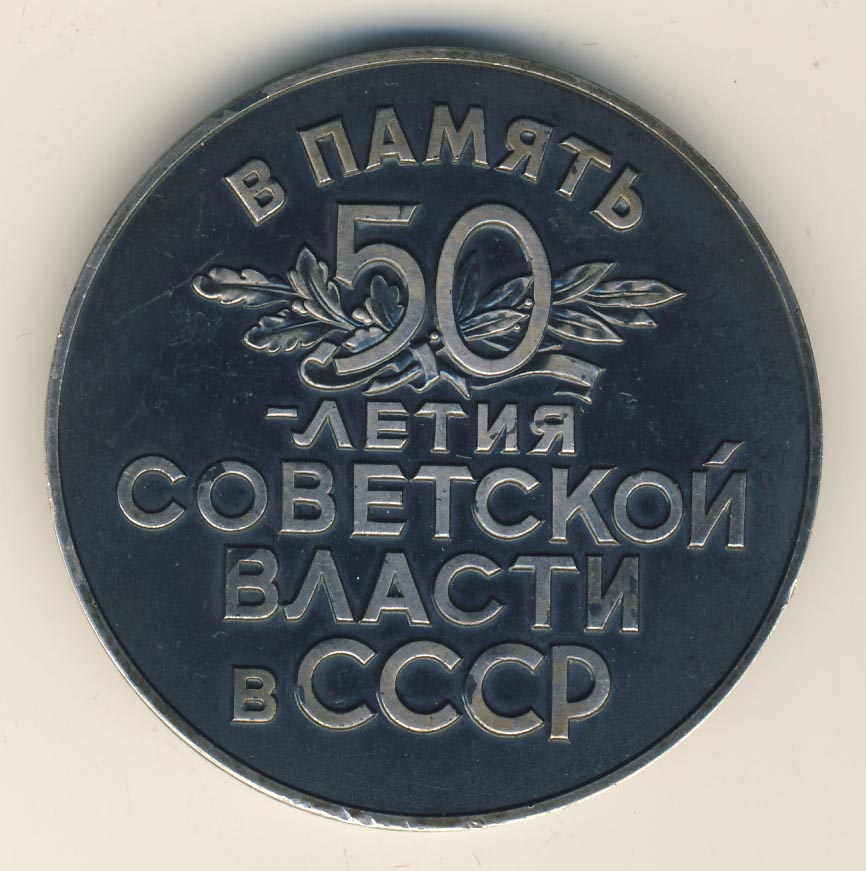 В ПАМЯТЬ
50
-ЛЕТИЯ
СОВЕТСКОЙ
ВЛАСТИ
в СССР